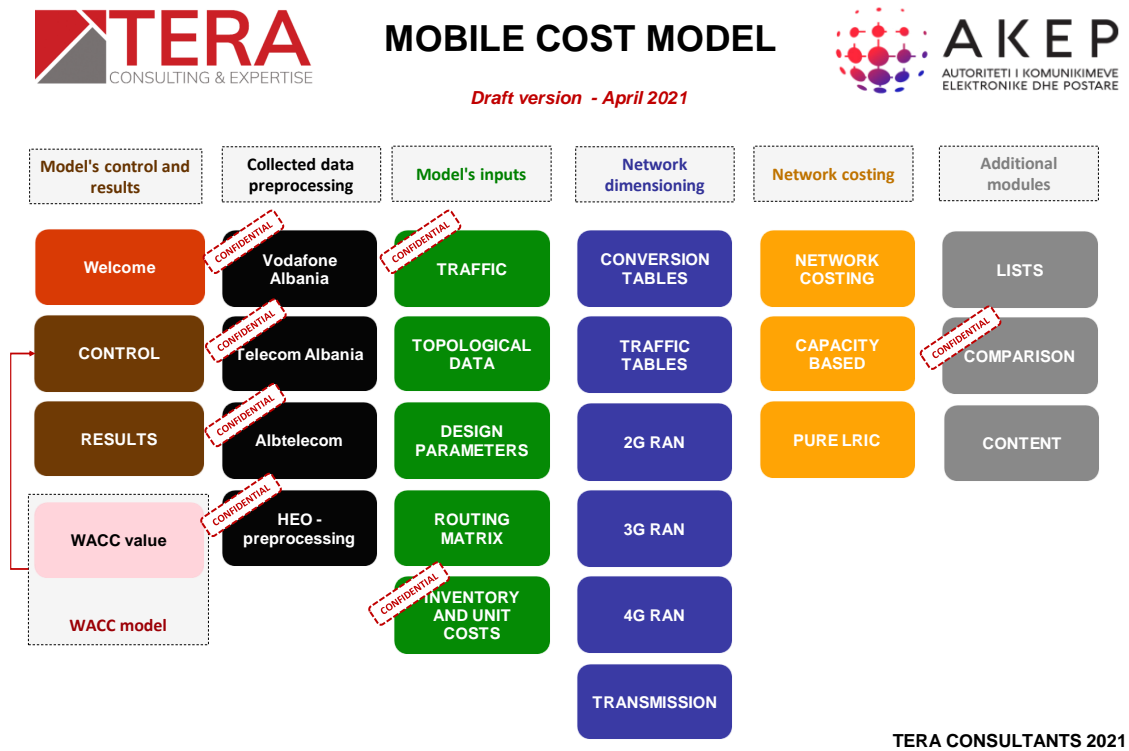 TERA
CONSULTING & EXPERTISE
MOBILE COST MODEL
Draft version - April 2021
AKEP
AUTORITETI I KOMUNIKIMEVE
ELEKTRONIKE DHE POSTARE
Model's control and
results
Collected data
preprocessing
Model's inputs
Network
dimensioning
Network costing
Additional
modules
Welcome
CONFIDENTIAL
Vodafone
Albania
CONFIDENTIAL
TRAFFIC
CONVERSION
TABLES
NETWORK
COSTING
LISTS
CONTROL
CONFIDENTIAL
Telecom Albania
TOPOLOGICAL
DATA
TRAFFIC
TABLES
CAPACITY
BASED
CONFIDENTIAL
COMPARISON
RESULTS
CONFIDENTIAL
Albtelecom
DESIGN
PARAMETERS
2G RAN
PURE LRIC
CONTENT
WACC value
CONFIDENTIAL
HEO -
preprocessing
ROUTING
MATRIX
3G RAN
WACC model
CONFIDENTIAL
INVENTORY
AND UNIT
COSTS
4G RAN
TRANSMISSION
TERA CONSULTANTS 2021